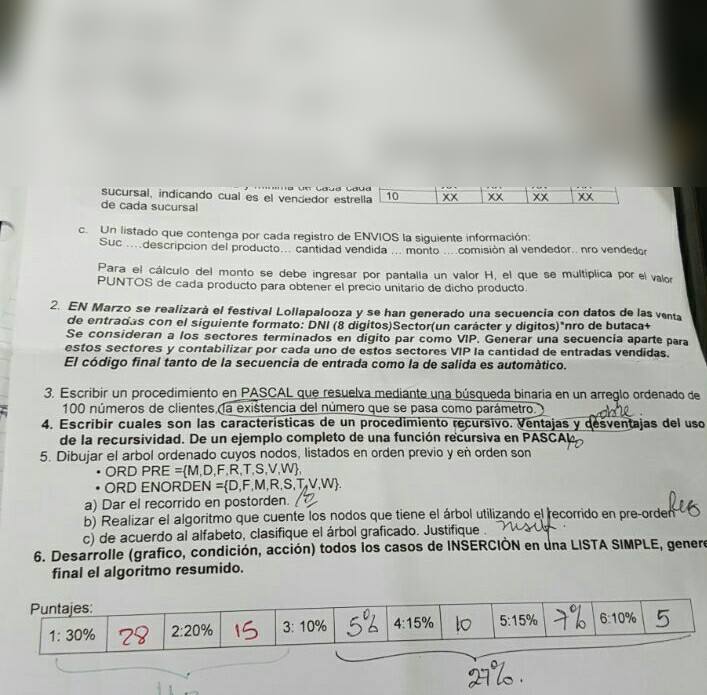 sucursal, indicando cual es el vendedor estrella
de cada sucursal
10 XX XX XX XX
c. Un listado que contenga por cada registro de ENVIOS la siguiente información:
Suc ....descripcion del producto... cantidad vendida ... monto ....comisiòn al vendedor.. nro vendedor
Para el cálculo del monto se debe ingresar por pantalla un valor H, el que se multiplica por el valor
PUNTOS de cada producto para obtener el precio unitario de dicho producto.
2. EN Marzo se realizarà el festival Lollapalooza y se han generado una secuencia con datos de las venta
de entradas con el siguiente formato: DNI (8 digitos)Sector(un carácter y digitos)*nro de butaca+
Se consideran a los sectores terminados en digito par como VIP. Generar una secuencia aparte para
estos sectores y contabilizar por cada uno de estos sectores VIP la cantidad de entradas vendidas.
El código final tanto de la secuencia de entrada como la de salida es automàtico.
3. Escribir un procedimiento en PASCAL que resuelva mediante una búsqueda binaria en un arreglo ordenado de
100 números de clientes,(la existencia del número que se pasa como parámetro.)
4. Escribir cuales son las características de un procedimiento recursivo. Ventajas y desventajas del uso
de la recursividad. De un ejemplo completo de una función recursiva en PASCAL.
5. Dibujar el arbol ordenado cuyos nodos, listados en orden previo y en orden son
• ORD PRE ={M,D,F,R,T,S,V,W},
• ORD ENORDEN ={D,F,M,R,S,T,V,W}.
a) Dar el recorrido en postorden.
b) Realizar el algoritmo que cuente los nodos que tiene el árbol utilizando el recorrido en pre-orden
c) de acuerdo al alfabeto, clasifique el árbol graficado. Justifique .
6. Desarrolle (grafico, condición, acción) todos los casos de INSERCIÒN en una LISTA SIMPLE, genere
final el algoritmo resumido.
Puntajes:
1: 30% 28 2:20% 15 3: 10% 5% 4:15% 10 5:15% 7% 6:10% 5
27%.